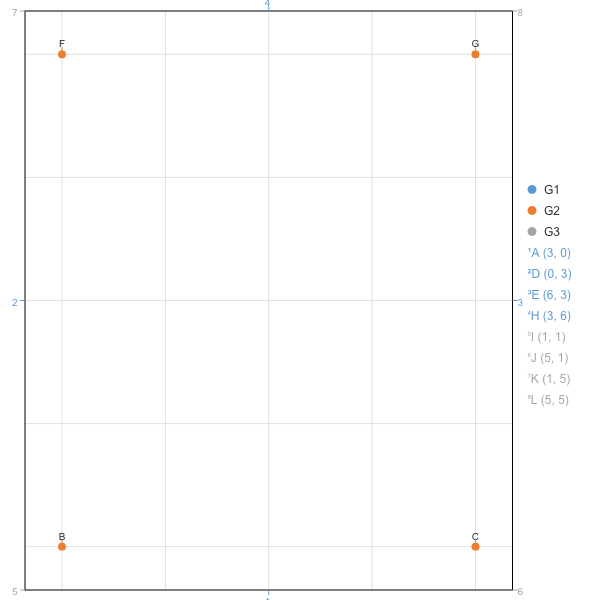 7 4 8
F G
G1
G2
G3
¹A (3, 0)
²D (0, 3)
³E (6, 3)
⁴H (3, 6)
⁵I (1, 1)
⁶J (5, 1)
⁷K (1, 5)
⁸L (5, 5)
2 3
B C
5 6